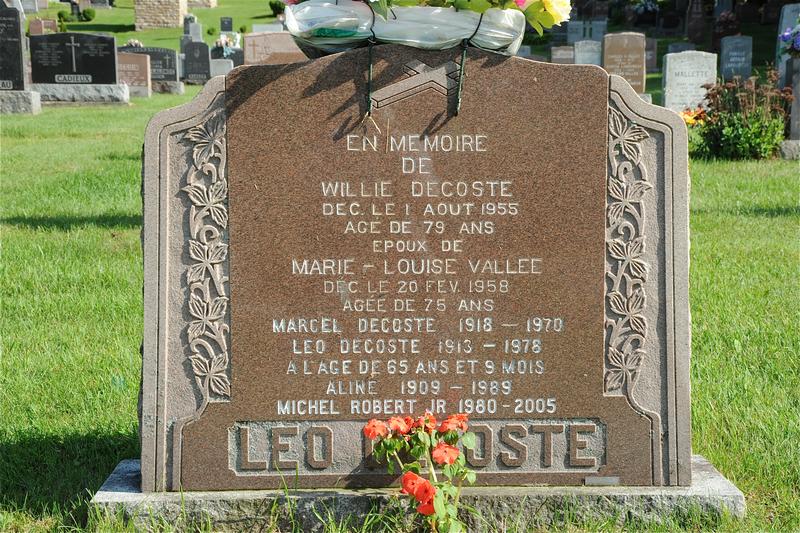 CADIEUX
MALLETTE
EN MEMOIRE
DE
WILLIE DECOSTE
DEC. LE 1 AOUT 1955
AGE DE 79 ANS
EPOUX DE
MARIE - LOUISE VALLEE
DEC LE 20 FEV. 1958
AGEE DE 75 ANS
MARCEL DECOSTE 1918 - 1970
LEO DECOSTE 1913 - 1978
A L'AGE DE 65 ANS ET 9 MOIS
ALINE 1909 - 1989
MICHEL ROBERT JR 1980-2005
LEO D OSTE